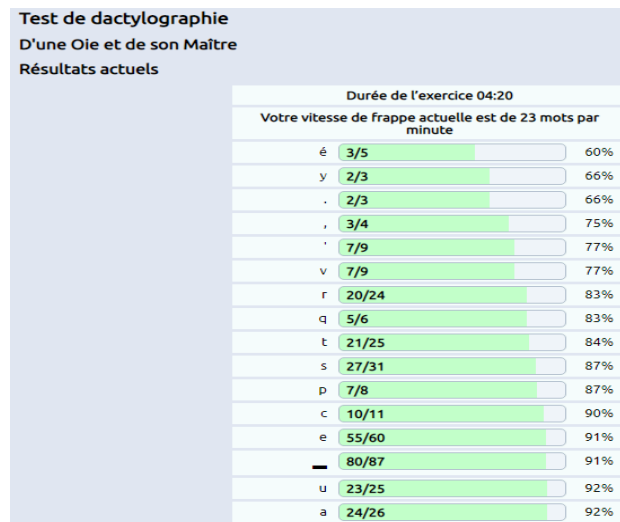 Test de dactylographie
D'une Oie et de son Maître
Résultats actuels
Durée de l'exercice 04:20
Votre vitesse de frappe actuelle est de 23 mots par
minute
é 3/5 60%
y 2/3 66%
. 2/3 66%
, 3/4 75%
' 7/9 77%
v 7/9 77%
r 20/24 83%
q 5/6 83%
t 21/25 84%
s 27/31 87%
p 7/8 87%
c 10/11 90%
e 55/60 91%
_ 80/87 91%
u 23/25 92%
a 24/26 92%